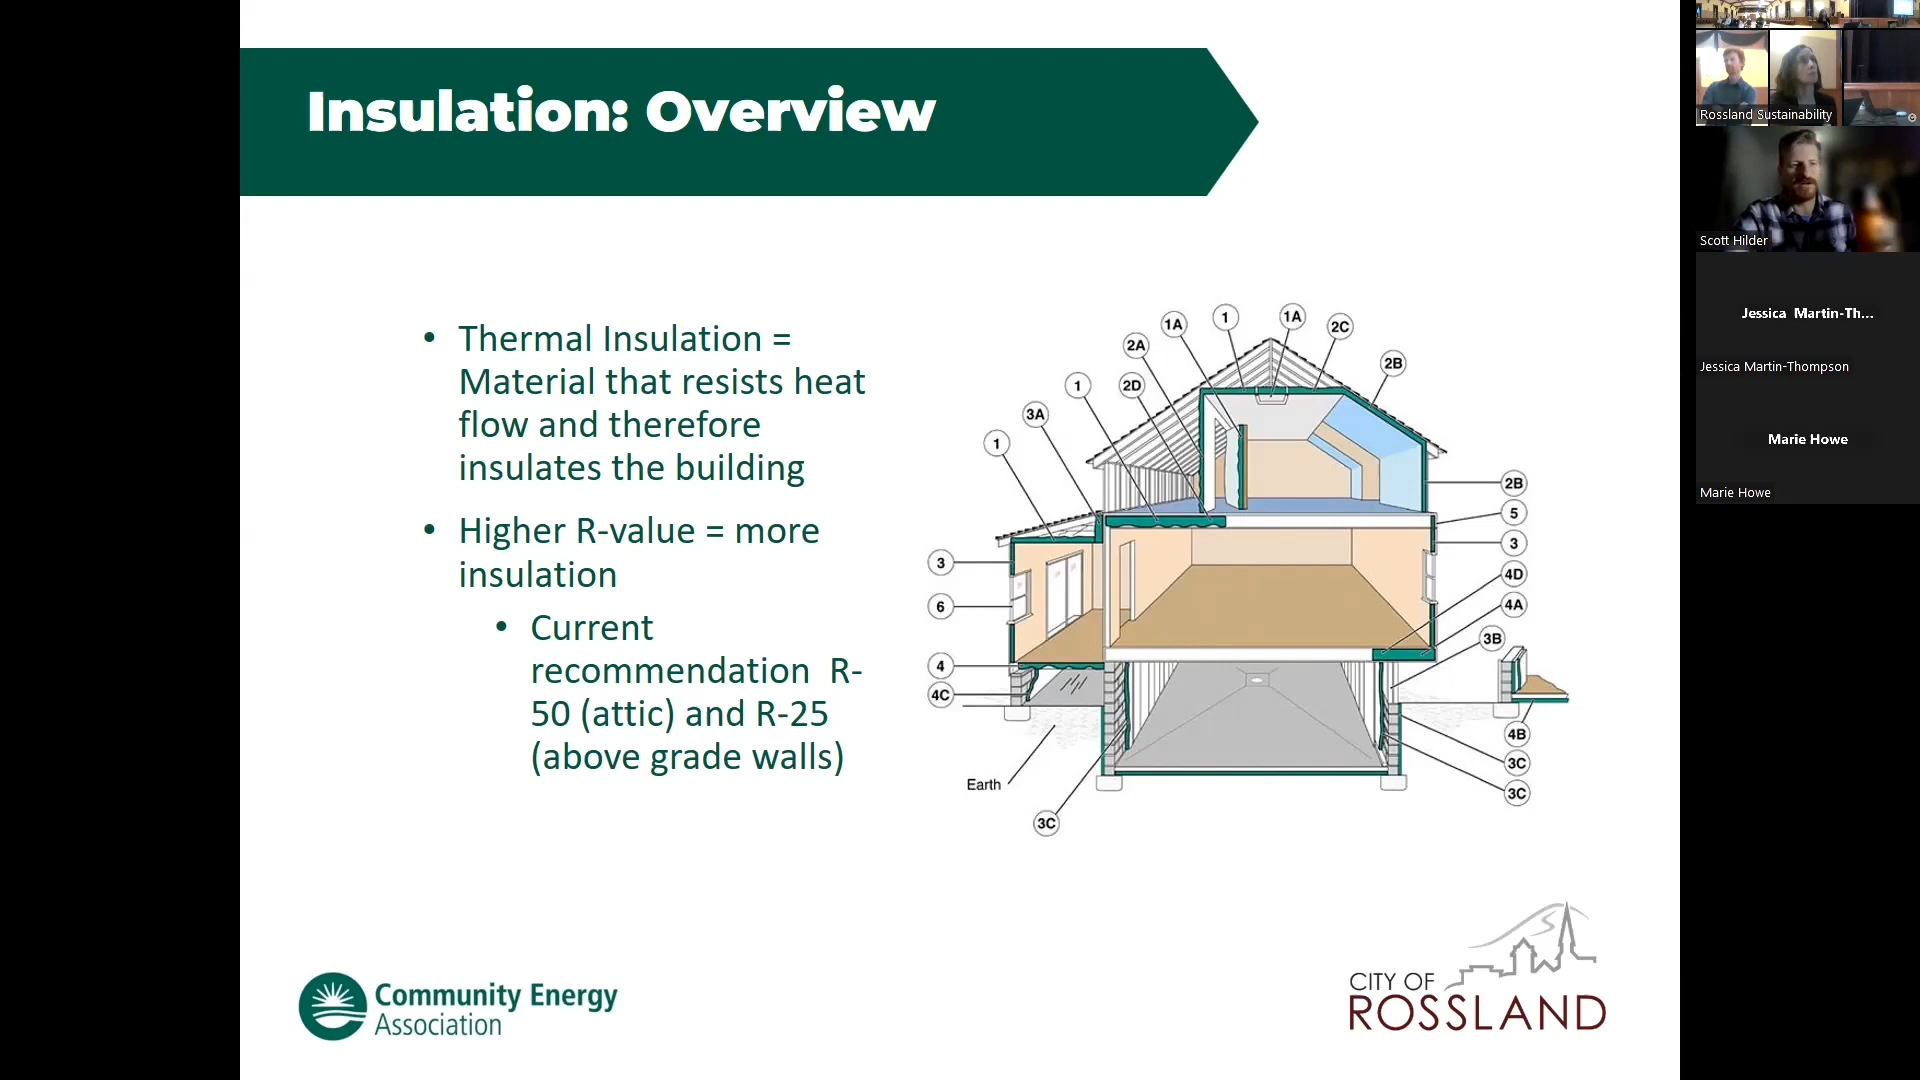 Insulation: Overview
• Thermal Insulation =
Material that resists heat
flow and therefore
insulates the building
• Higher R-value = more
insulation
• Current
recommendation R-
50 (attic) and R-25
(above grade walls)
1A
1
1A
2C
2A
2B
1
2D
3A
1
2B
5
3
3
4D
6
4A
3B
4
4C
4B
3C
Earth
3C
3C
Community Energy
Association
CITY OF
ROSSLAND
Rossland Sustainability
Scott Hilder
Jessica Martin-Th...
Jessica Martin-Thompson
Marie Howe
Marie Howe